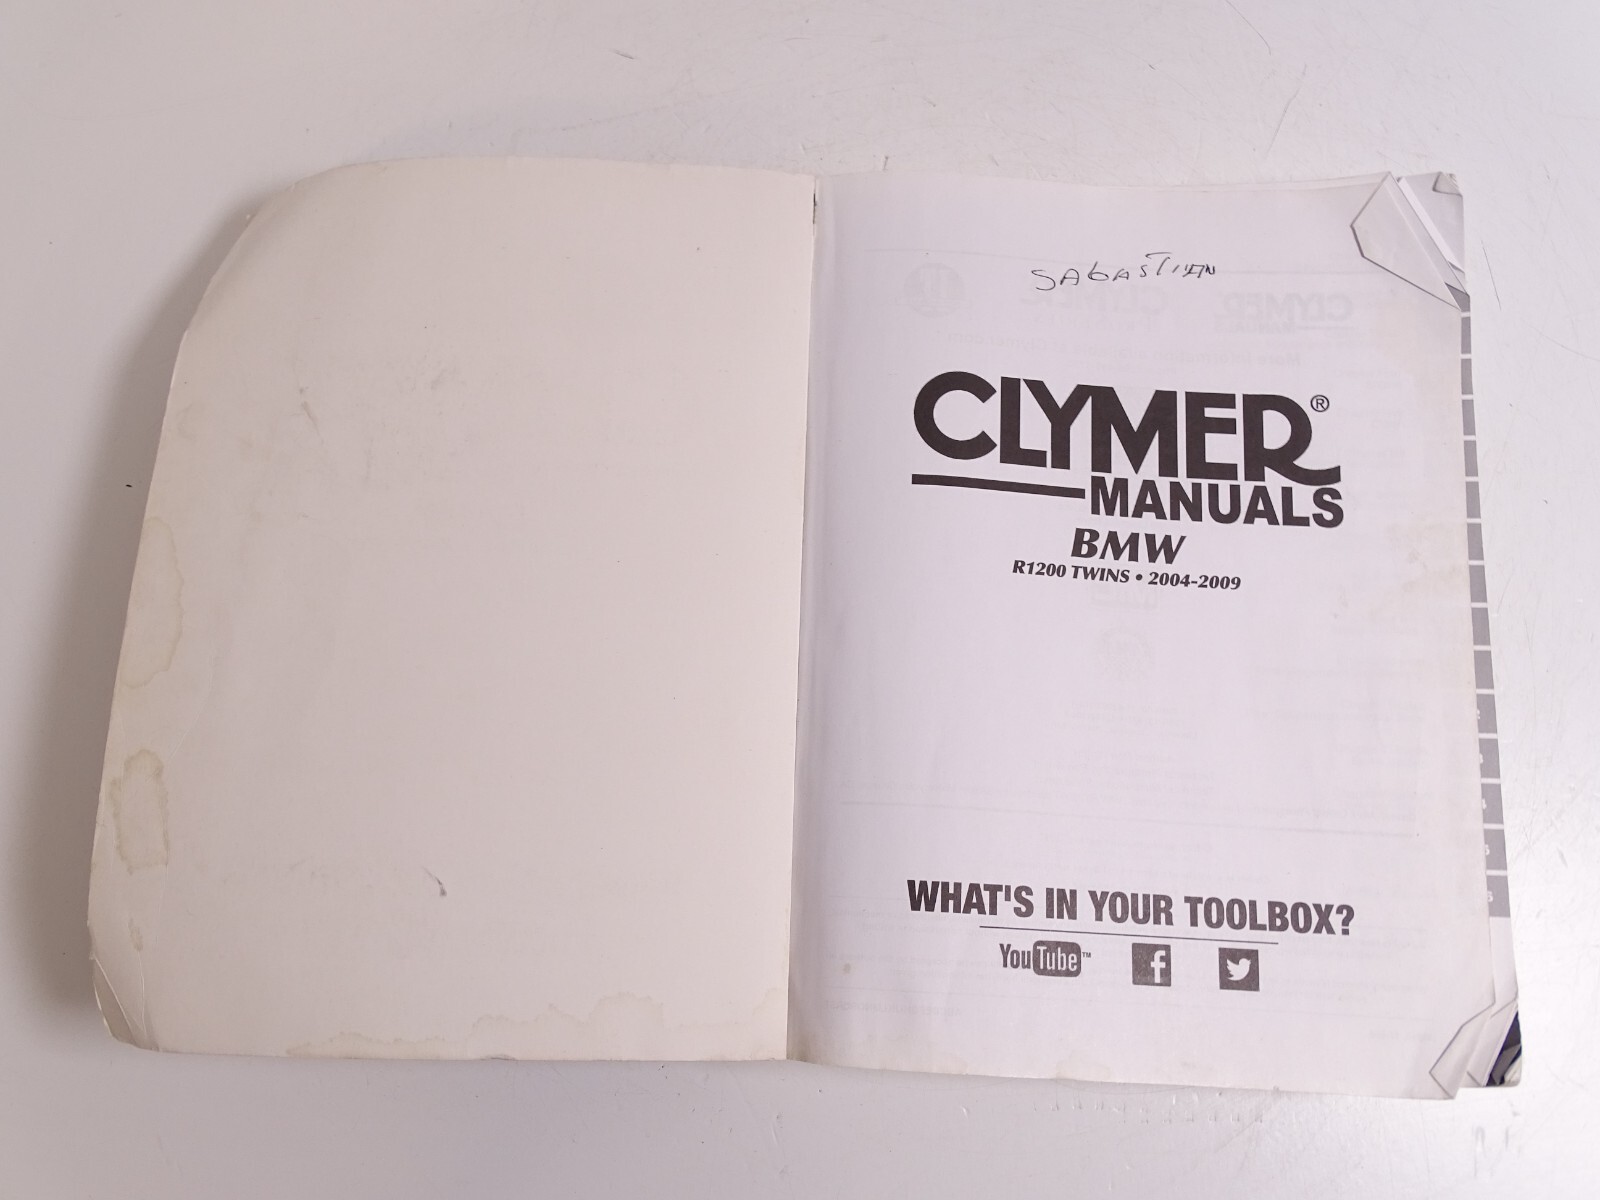 SAbASTIEN
CLYMER®
MANUALS
BMW
R1200 TWINS • 2004-2009
WHAT'S IN YOUR TOOLBOX?
YouTube™ f